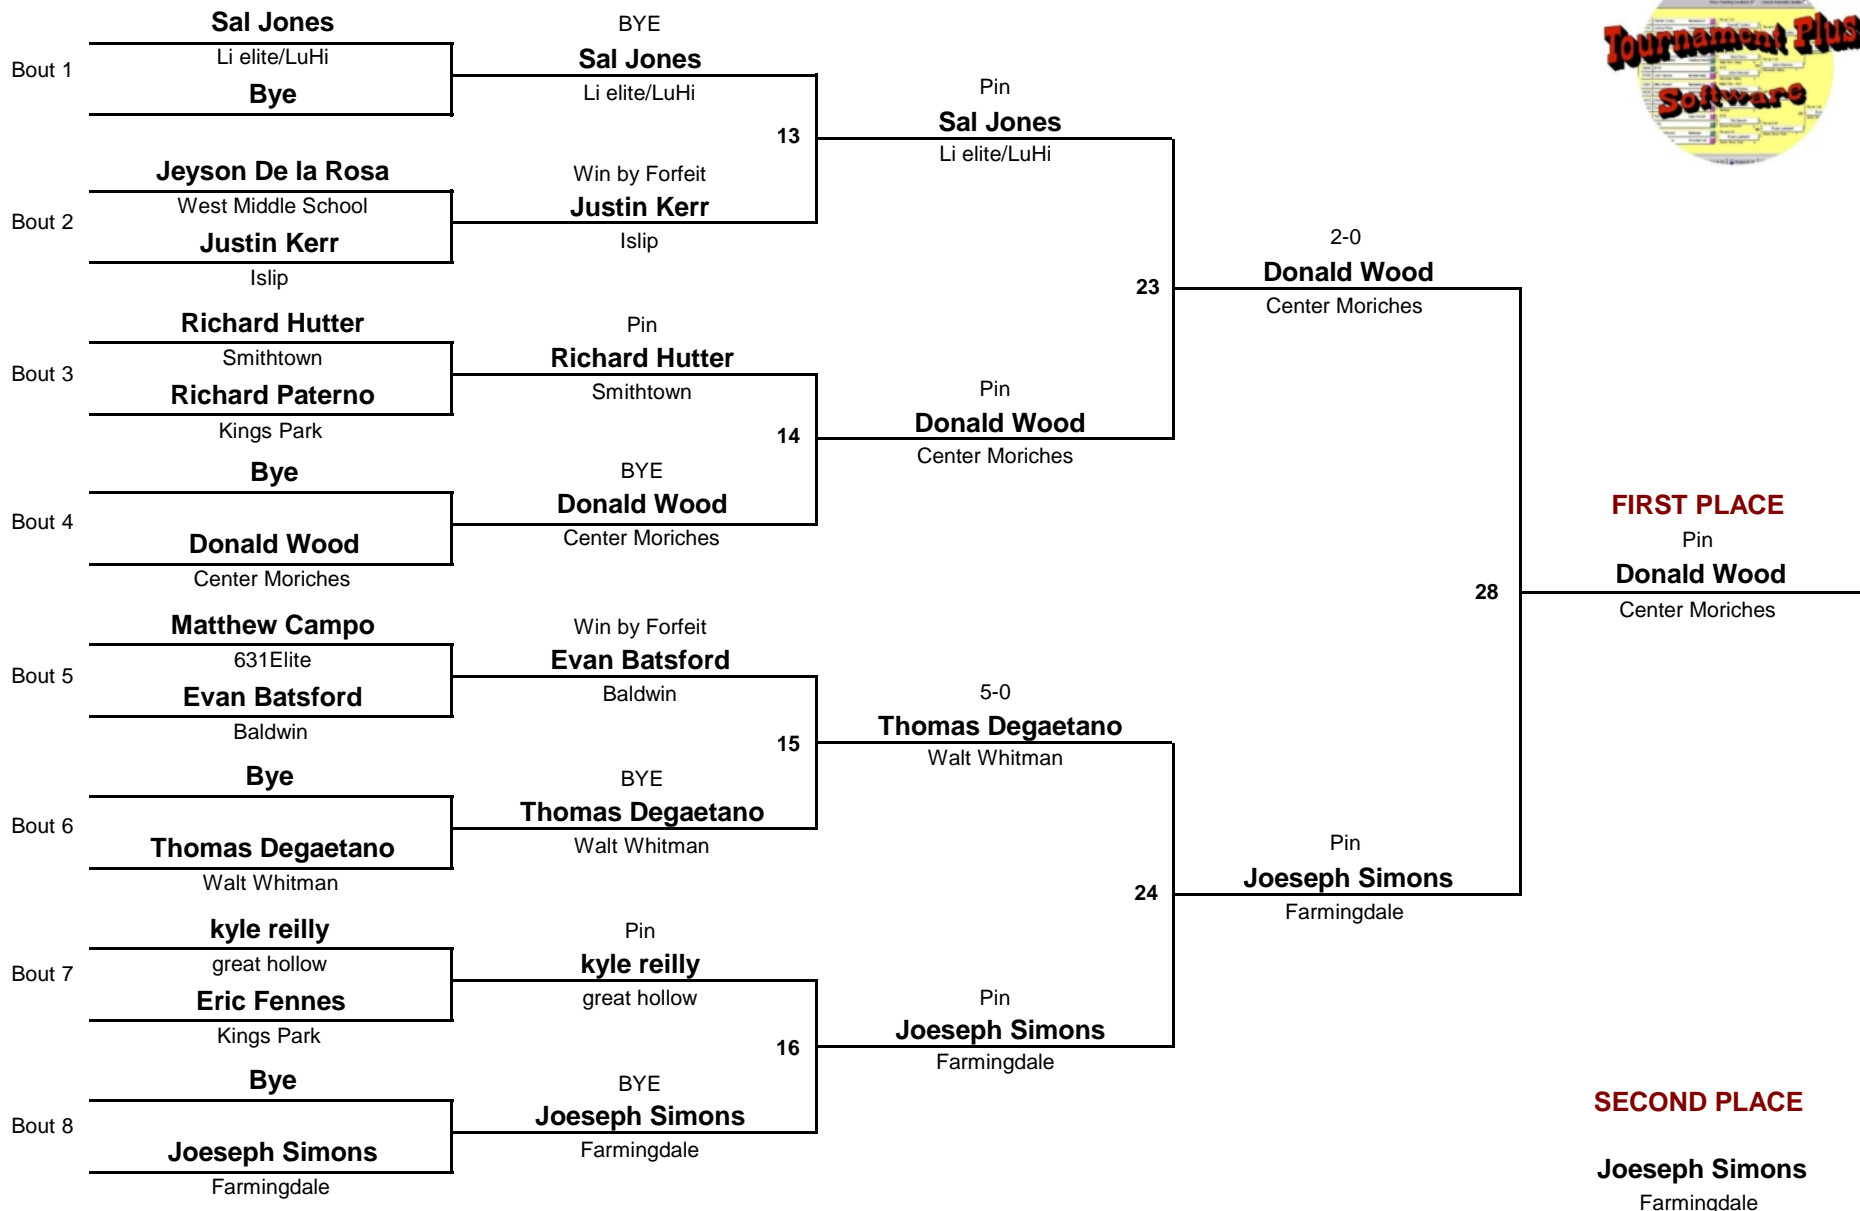 Tournament Plus
Software
Bout 1
Sal Jones
Li elite/LuHi
Bye
Bout 2
Jeyson De la Rosa
West Middle School
Justin Kerr
Islip
Bout 3
Richard Hutter
Smithtown
Richard Paterno
Kings Park
Bout 4
Bye
Donald Wood
Center Moriches
Bout 5
Matthew Campo
631Elite
Evan Batsford
Baldwin
Bout 6
Bye
Thomas Degaetano
Walt Whitman
Bout 7
kyle reilly
great hollow
Eric Fennes
Kings Park
Bout 8
Bye
Joeseph Simons
Farmingdale
BYE
Sal Jones
Li elite/LuHi
13
Win by Forfeit
Justin Kerr
Islip
Pin
Richard Hutter
Smithtown
14
BYE
Donald Wood
Center Moriches
Win by Forfeit
Evan Batsford
Baldwin
15
BYE
Thomas Degaetano
Walt Whitman
Pin
kyle reilly
great hollow
16
BYE
Joeseph Simons
Farmingdale
Pin
Sal Jones
Li elite/LuHi
23
Pin
Donald Wood
Center Moriches
5-0
Thomas Degaetano
Walt Whitman
24
Pin
Joeseph Simons
Farmingdale
2-0
Donald Wood
Center Moriches
28
Pin
Joeseph Simons
Farmingdale
FIRST PLACE
Pin
Donald Wood
Center Moriches
SECOND PLACE
Joeseph Simons
Farmingdale